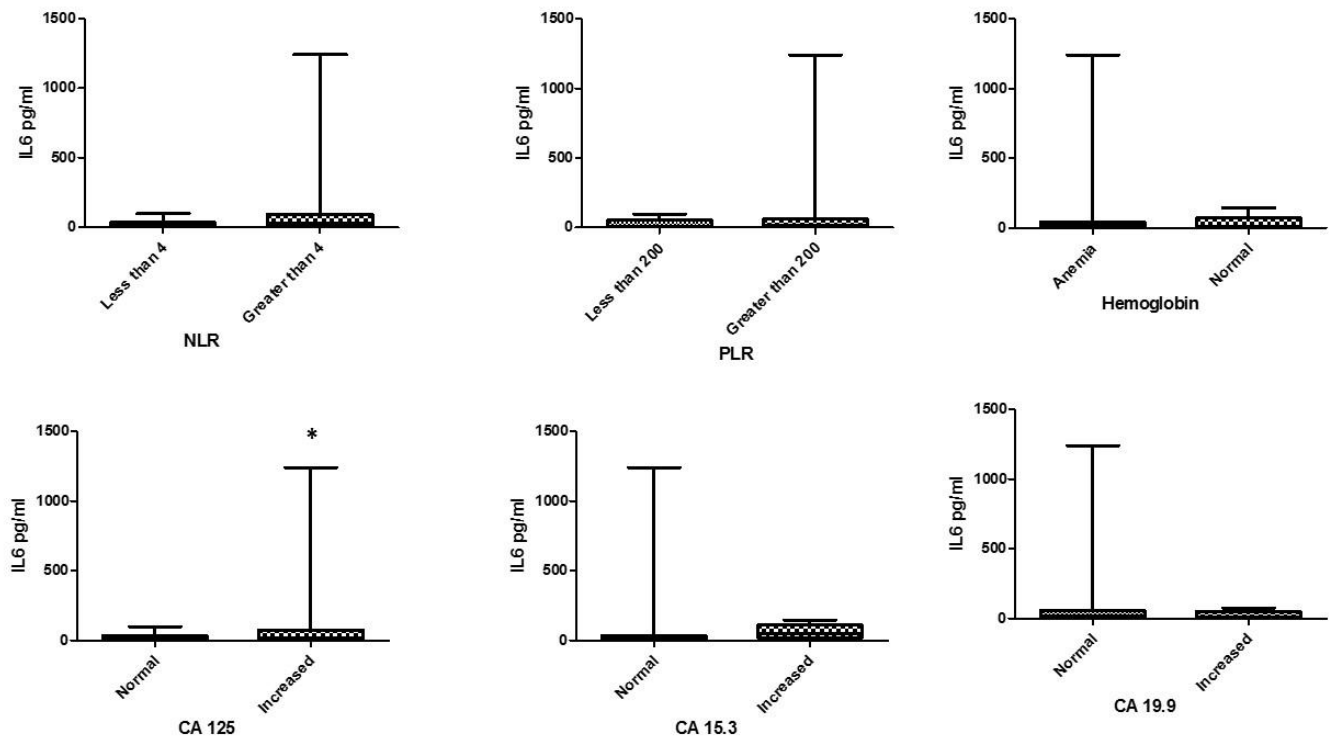 1500
1000
500
0
IL6 pg/ml
Less than 4
Greater than 4
NLR
1500
1000
500
0
IL6 pg/ml
Less than 200
Greater than 200
PLR
1500
1000
500
0
IL6 pg/ml
Anemia
Normal
Hemoglobin
1500
1000
500
0
IL6 pg/ml
*
Normal
Increased
CA 125
1500
1000
500
0
IL6 pg/ml
Normal
Increased
CA 15.3
1500
1000
500
0
IL6 pg/ml
Normal
Increased
CA 19.9